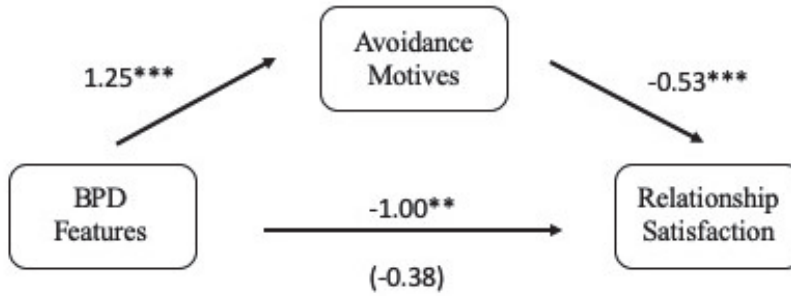 Avoidance
Motives
1.25***
-0.53***
BPD
Features
-1.00**
(-0.38)
Relationship
Satisfaction